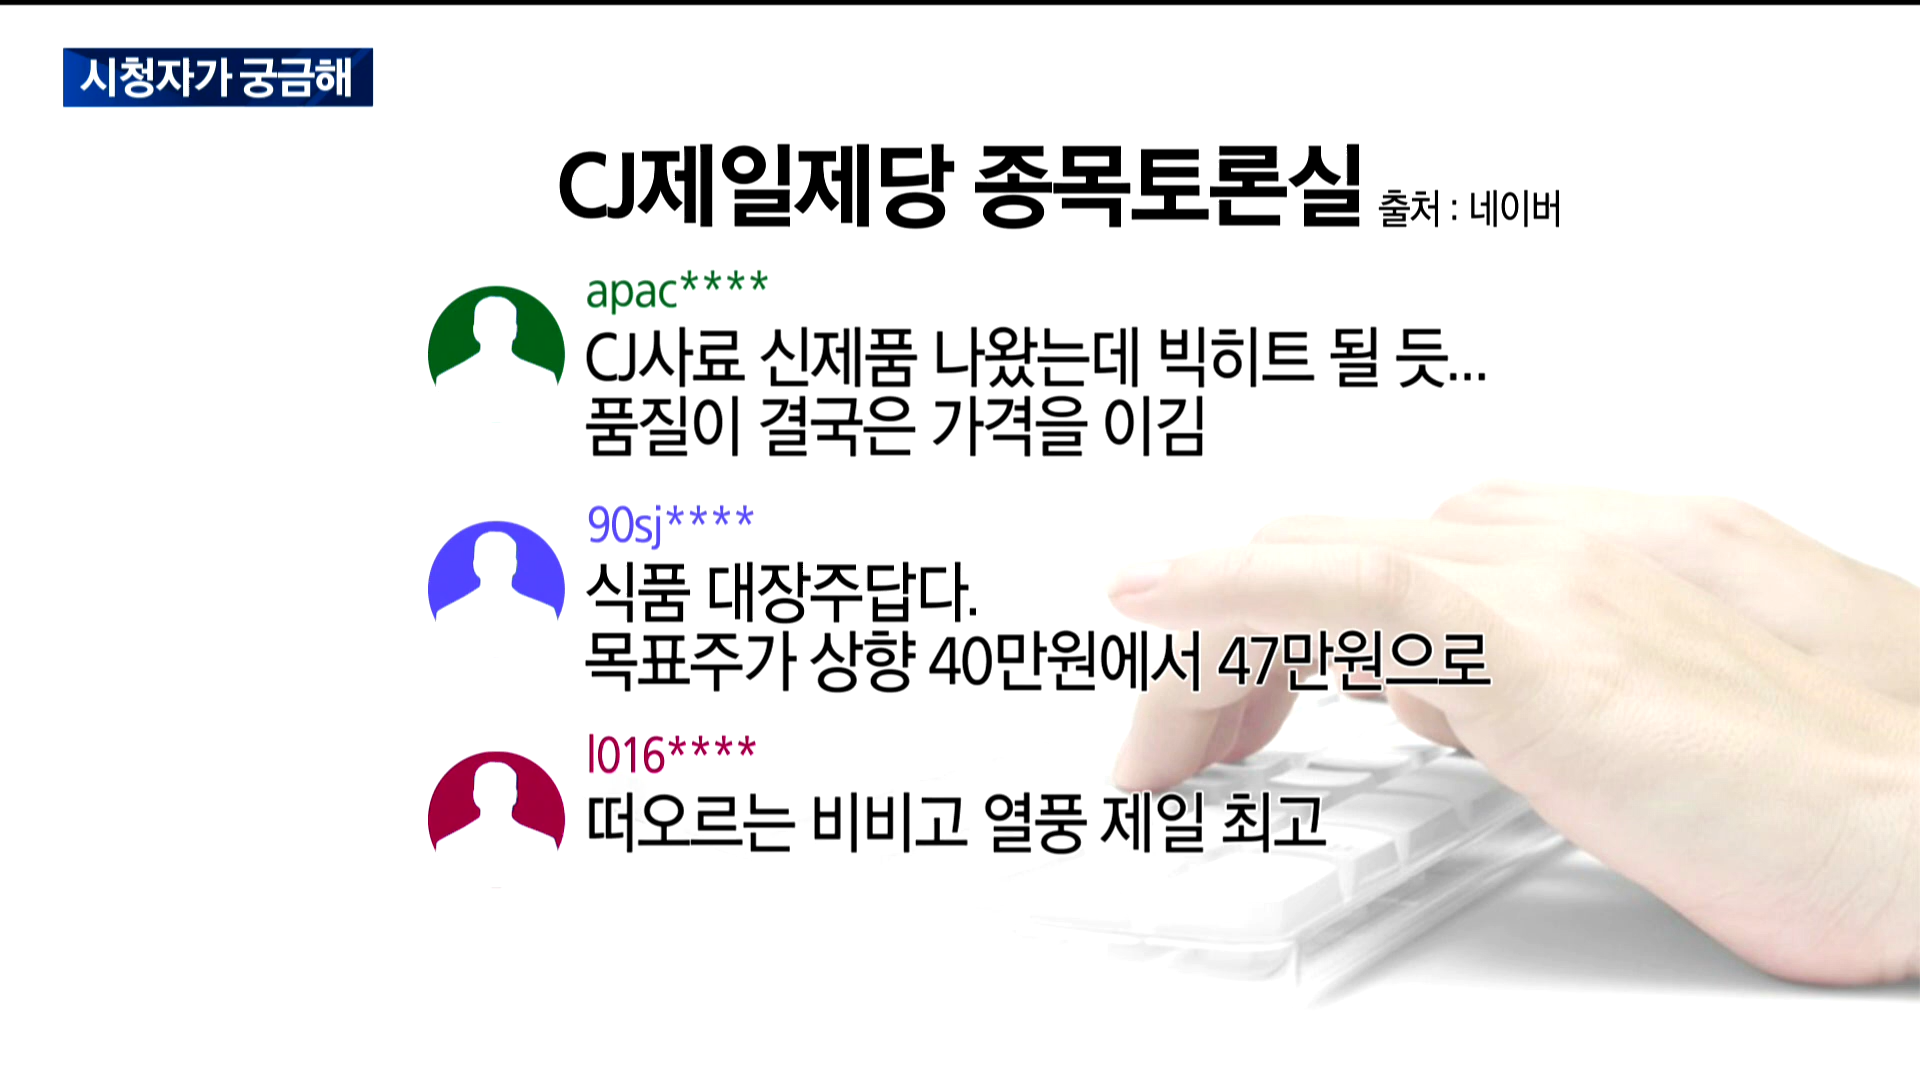 시청자가 궁금해
CJ제일제당 종목토론실 출처 : 네이버
apac****
CJ사료 신제품 나왔는데 빅히트 될 듯...
품질이 결국은 가격을 이김
90sj****
식품 대장주답다.
목표주가 상향 40만원에서 47만원으로
l016****
떠오르는 비비고 열풍 제일 최고